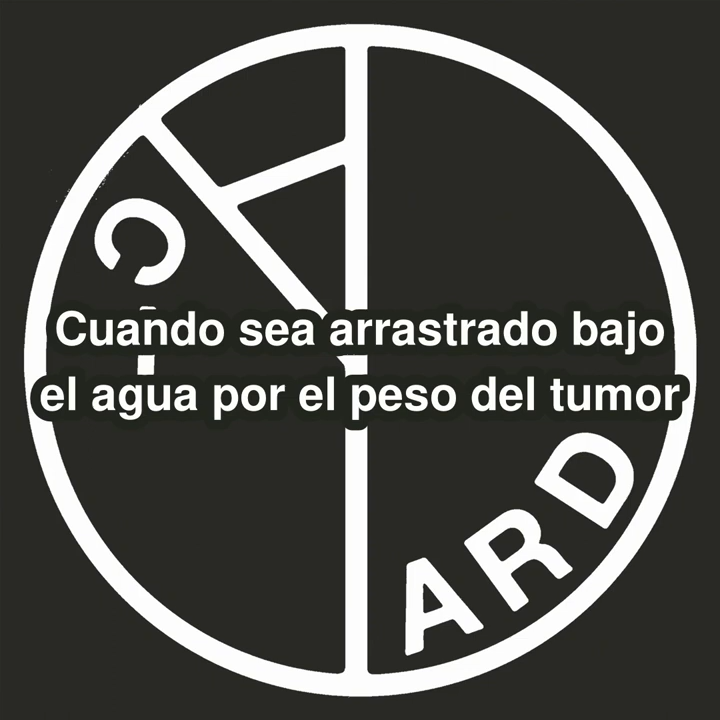 C
Cuando sea arrastrado bajo
el agua por el peso del tumor
ARD